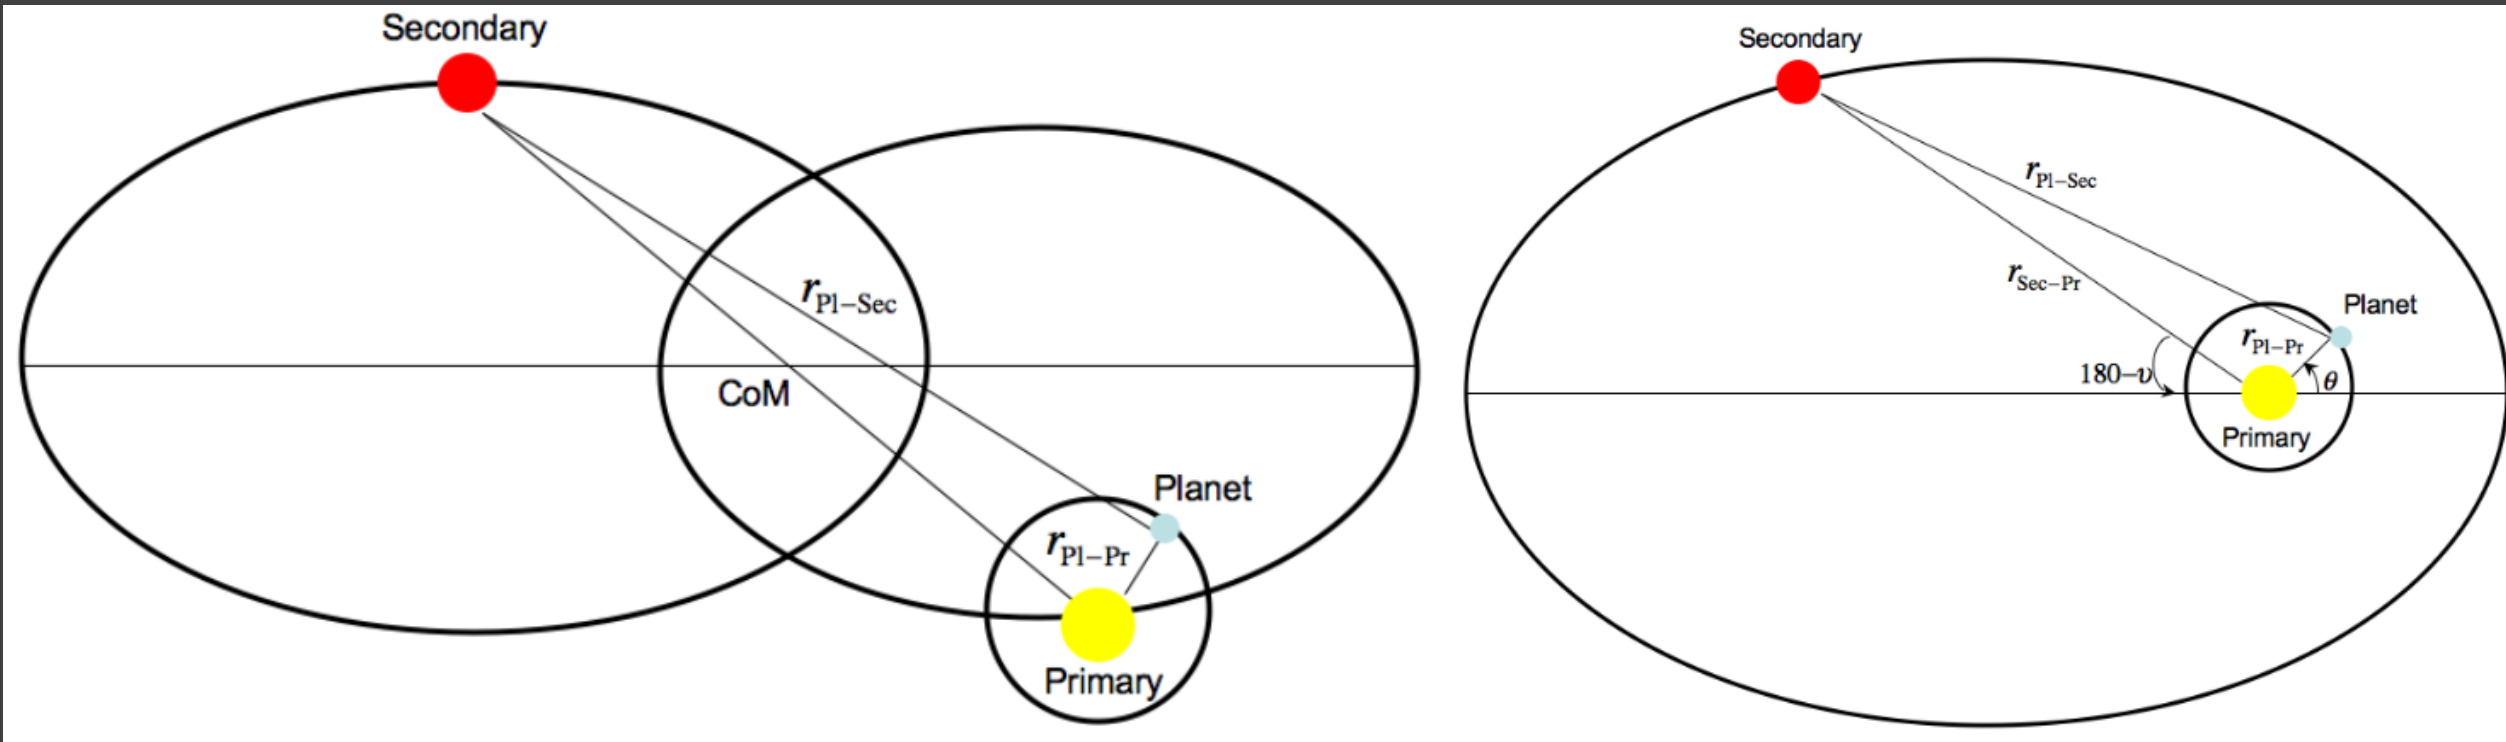 Secondary
r_Pl–Sec
CoM
Planet
r_Pl–Pr
Primary
Secondary
r_Pl–Sec
r_Sec–Pr
Planet
r_Pl–Pr
180–υ
θ
Primary